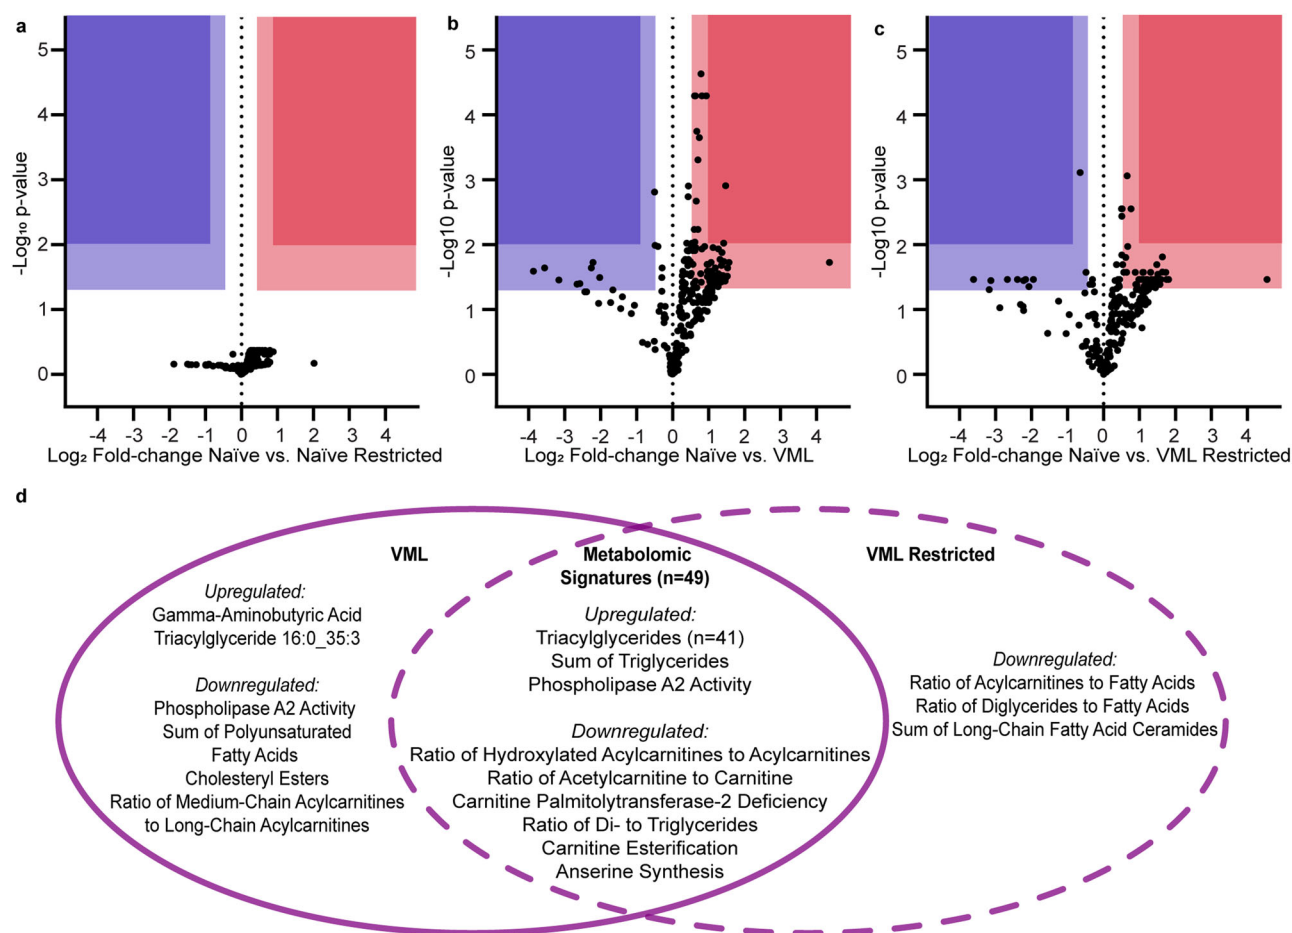 a
b
c
5
4
3
2
1
0
-Log₁₀ p-value
-4 -3 -2 -1 0 1 2 3 4
Log₂ Fold-change Naïve vs. Naïve Restricted
5
4
3
2
1
0
-Log10 p-value
-4 -3 -2 -1 0 1 2 4
Log₂ Fold-change Naïve vs. VML
5
4
3
2
1
0
-Log10 p-value
-4 -3 -2 -1 0 1 2 3 4
Log₂ Fold-change Naïve vs. VML Restricted
d
VML
Upregulated:
Gamma-Aminobutyric Acid
Triacylglyceride 16:0_35:3
Downregulated:
Phospholipase A2 Activity
Sum of Polyunsaturated
Fatty Acids
Cholesteryl Esters
Ratio of Medium-Chain Acylcarnitines
to Long-Chain Acylcarnitines
Metabolomic
Signatures (n=49)
Upregulated:
Triacylglycerides (n=41)
Sum of Triglycerides
Phospholipase A2 Activity
Downregulated:
Ratio of Hydroxylated Acylcarnitines to Acylcarnitines
Ratio of Acetylcarnitine to Carnitine
Carnitine Palmitolytransferase-2 Deficiency
Ratio of Di- to Triglycerides
Carnitine Esterification
Anserine Synthesis
VML Restricted
Downregulated:
Ratio of Acylcarnitines to Fatty Acids
Ratio of Diglycerides to Fatty Acids
Sum of Long-Chain Fatty Acid Ceramides